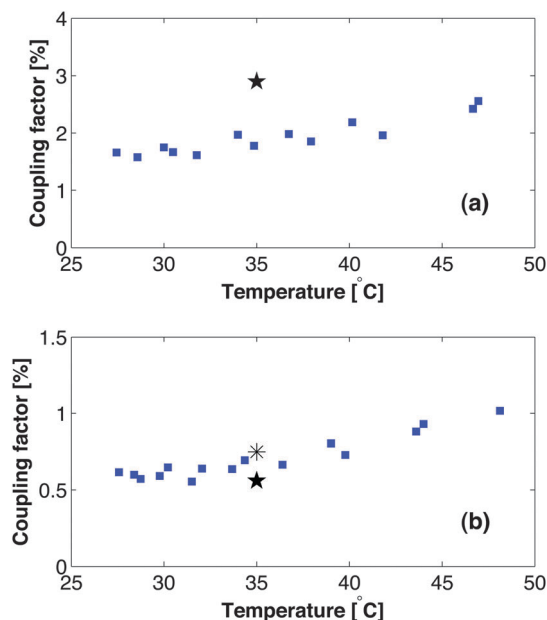 4
3
2
1
0
Coupling factor [%]
(a)
25 30 35 40 45 50
Temperature [°C]
1.5
1
0.5
0
Coupling factor [%]
(b)
25 30 35 40 45 50
Temperature [°C]